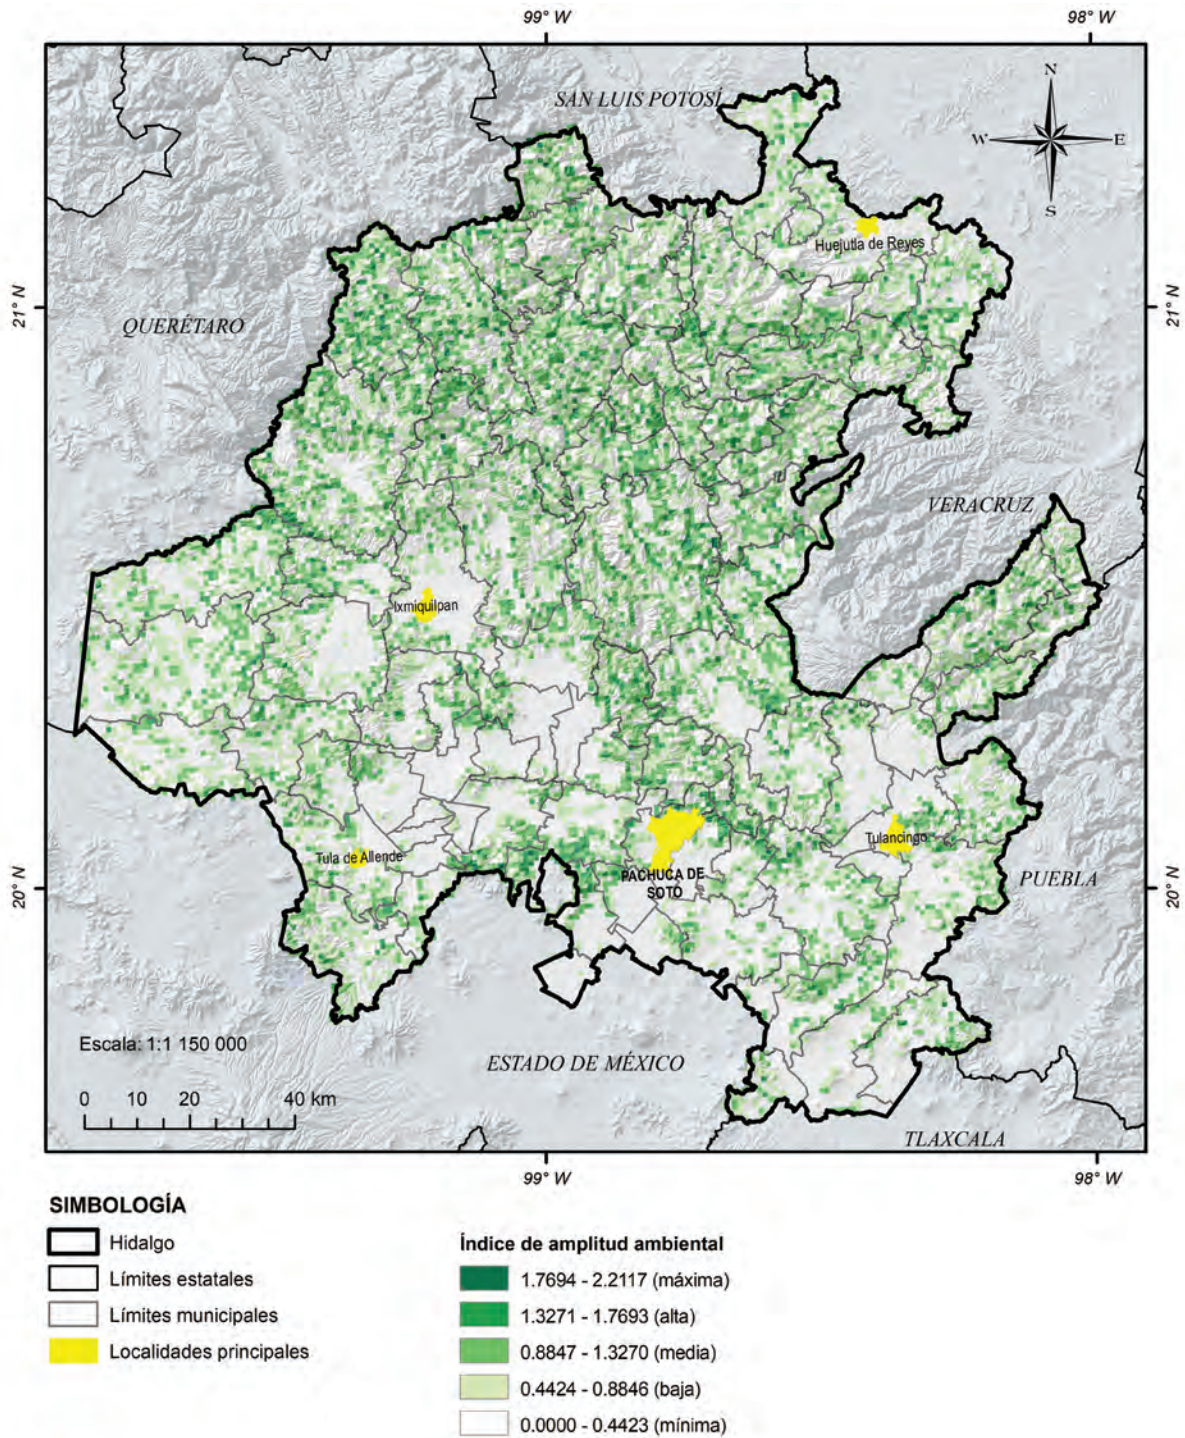 99° W
98° W
SAN LUIS POTOSÍ
N
W
E
S
Huejutla de Reyes
21° N
21° N
QUERÉTARO
VERACRUZ
Ixmiquilpan
Tulancingo
Tula de Allende
PACHUCA DE
SOTO
PUEBLA
20° N
20° N
Escala: 1:1 150 000
ESTADO DE MÉXICO
0 10 20 40 km
TLAXCALA
99° W
98° W
SIMBOLOGÍA
Hidalgo
Límites estatales
Límites municipales
Localidades principales
Índice de amplitud ambiental
1.7694 - 2.2117 (máxima)
1.3271 - 1.7693 (alta)
0.8847 - 1.3270 (media)
0.4424 - 0.8846 (baja)
0.0000 - 0.4423 (mínima)